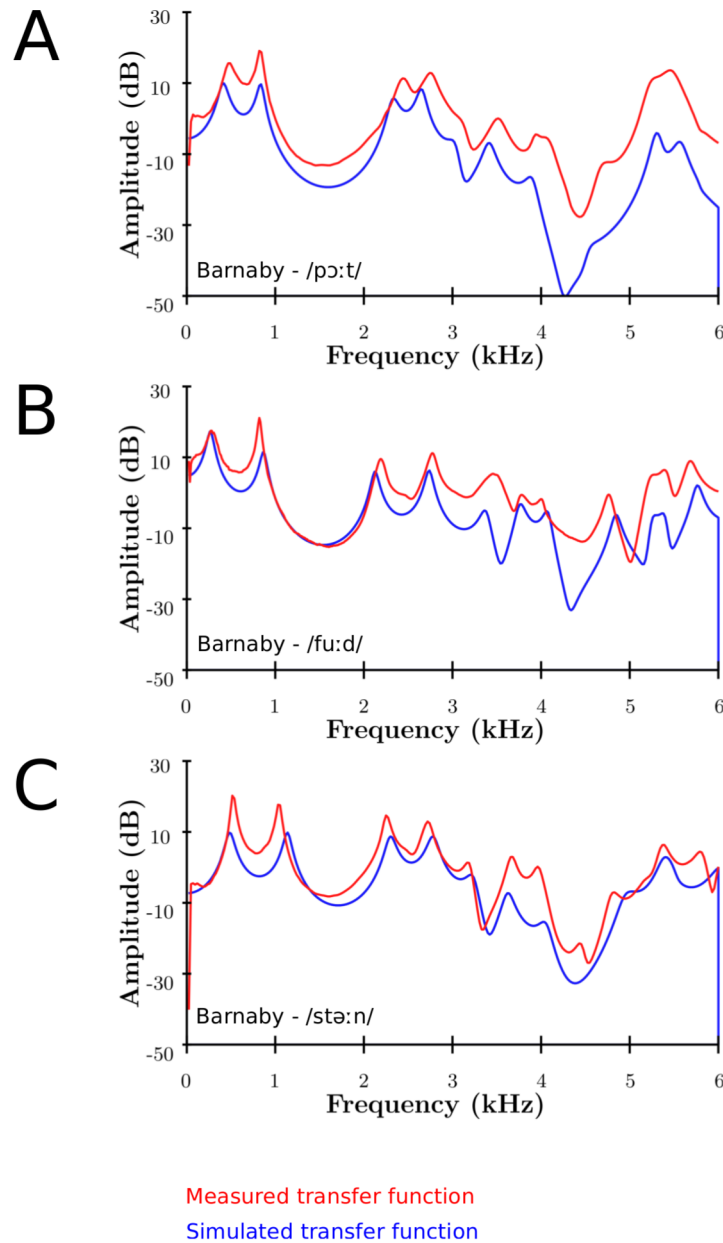 A
30
10
-10
-30
-50
Amplitude (dB)
Barnaby - /pɔːt/
0 1 2 3 4 5 6
Frequency (kHz)
B
30
10
-10
-30
-50
Amplitude (dB)
Barnaby - /fuːd/
0 1 2 3 4 5 6
Frequency (kHz)
C
30
10
-10
-30
-50
Amplitude (dB)
Barnaby - /stəːn/
0 1 2 3 4 5 6
Frequency (kHz)
Measured transfer function
Simulated transfer function